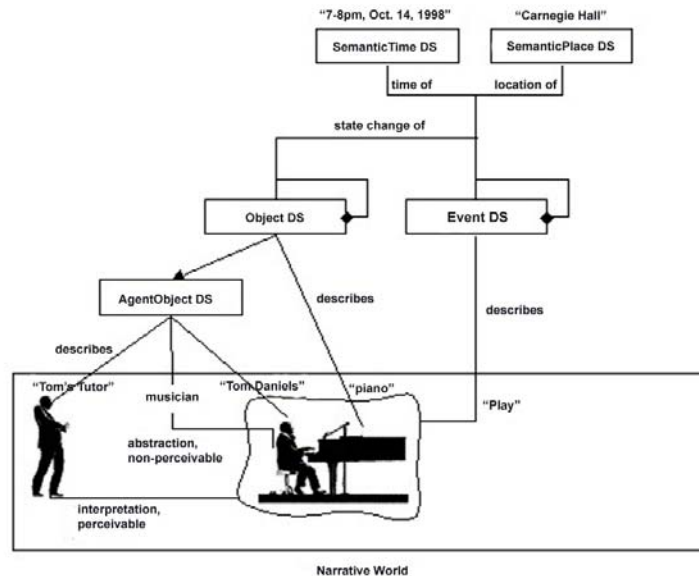 “7-8pm, Oct. 14, 1998” “Carnegie Hall”
SemanticTime DS SemanticPlace DS
time of location of
state change of
Object DS Event DS
AgentObject DS
describes describes
describes
“Tom's Tutor” musician “Tom Daniels” “piano”
“Play”
abstraction,
non-perceivable
interpretation,
perceivable
Narrative World